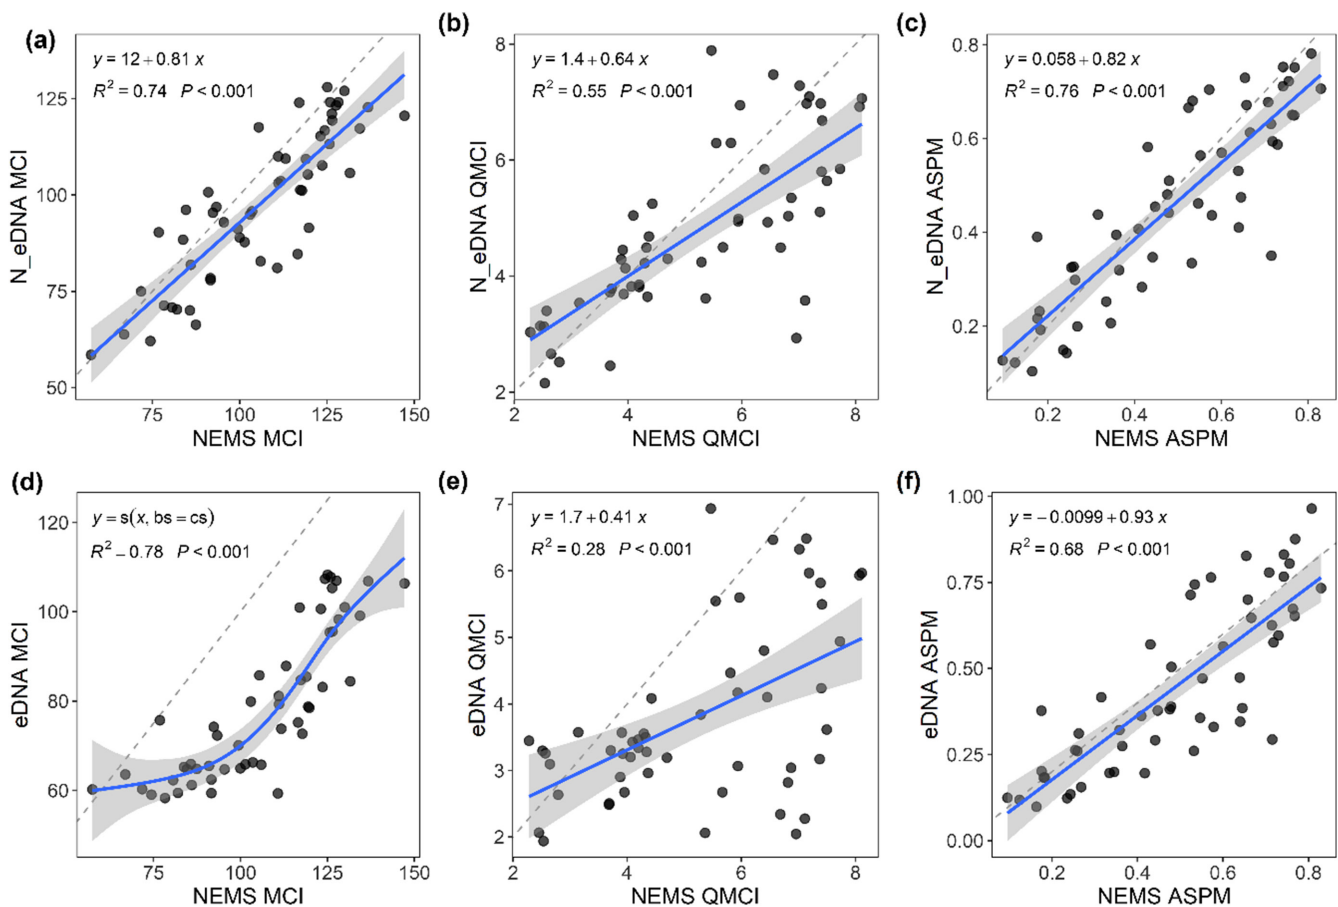 (a)
y = 12 + 0.81 x
R² = 0.74 P < 0.001
N_eDNA MCI
125
100
75
50
75 100 125 150
NEMS MCI
(b)
y = 1.4 + 0.64 x
R² = 0.55 P < 0.001
N_eDNA QMCI
8
6
4
2
2 4 6 8
NEMS QMCI
(c)
y = 0.058 + 0.82 x
R² = 0.76 P < 0.001
N_eDNA ASPM
0.8
0.6
0.4
0.2
0.2 0.4 0.6 0.8
NEMS ASPM
(d)
y = s(x, bs = cs)
R² – 0.78 P < 0.001
eDNA MCI
120
100
80
60
75 100 125 150
NEMS MCI
(e)
y = 1.7 + 0.41 x
R² = 0.28 P < 0.001
eDNA QMCI
7
6
5
4
3
2
2 4 6 8
NEMS QMCI
(f)
y = −0.0099 + 0.93 x
R² = 0.68 P < 0.001
eDNA ASPM
1.00
0.75
0.50
0.25
0.00
0.2 0.4 0.6 0.8
NEMS ASPM